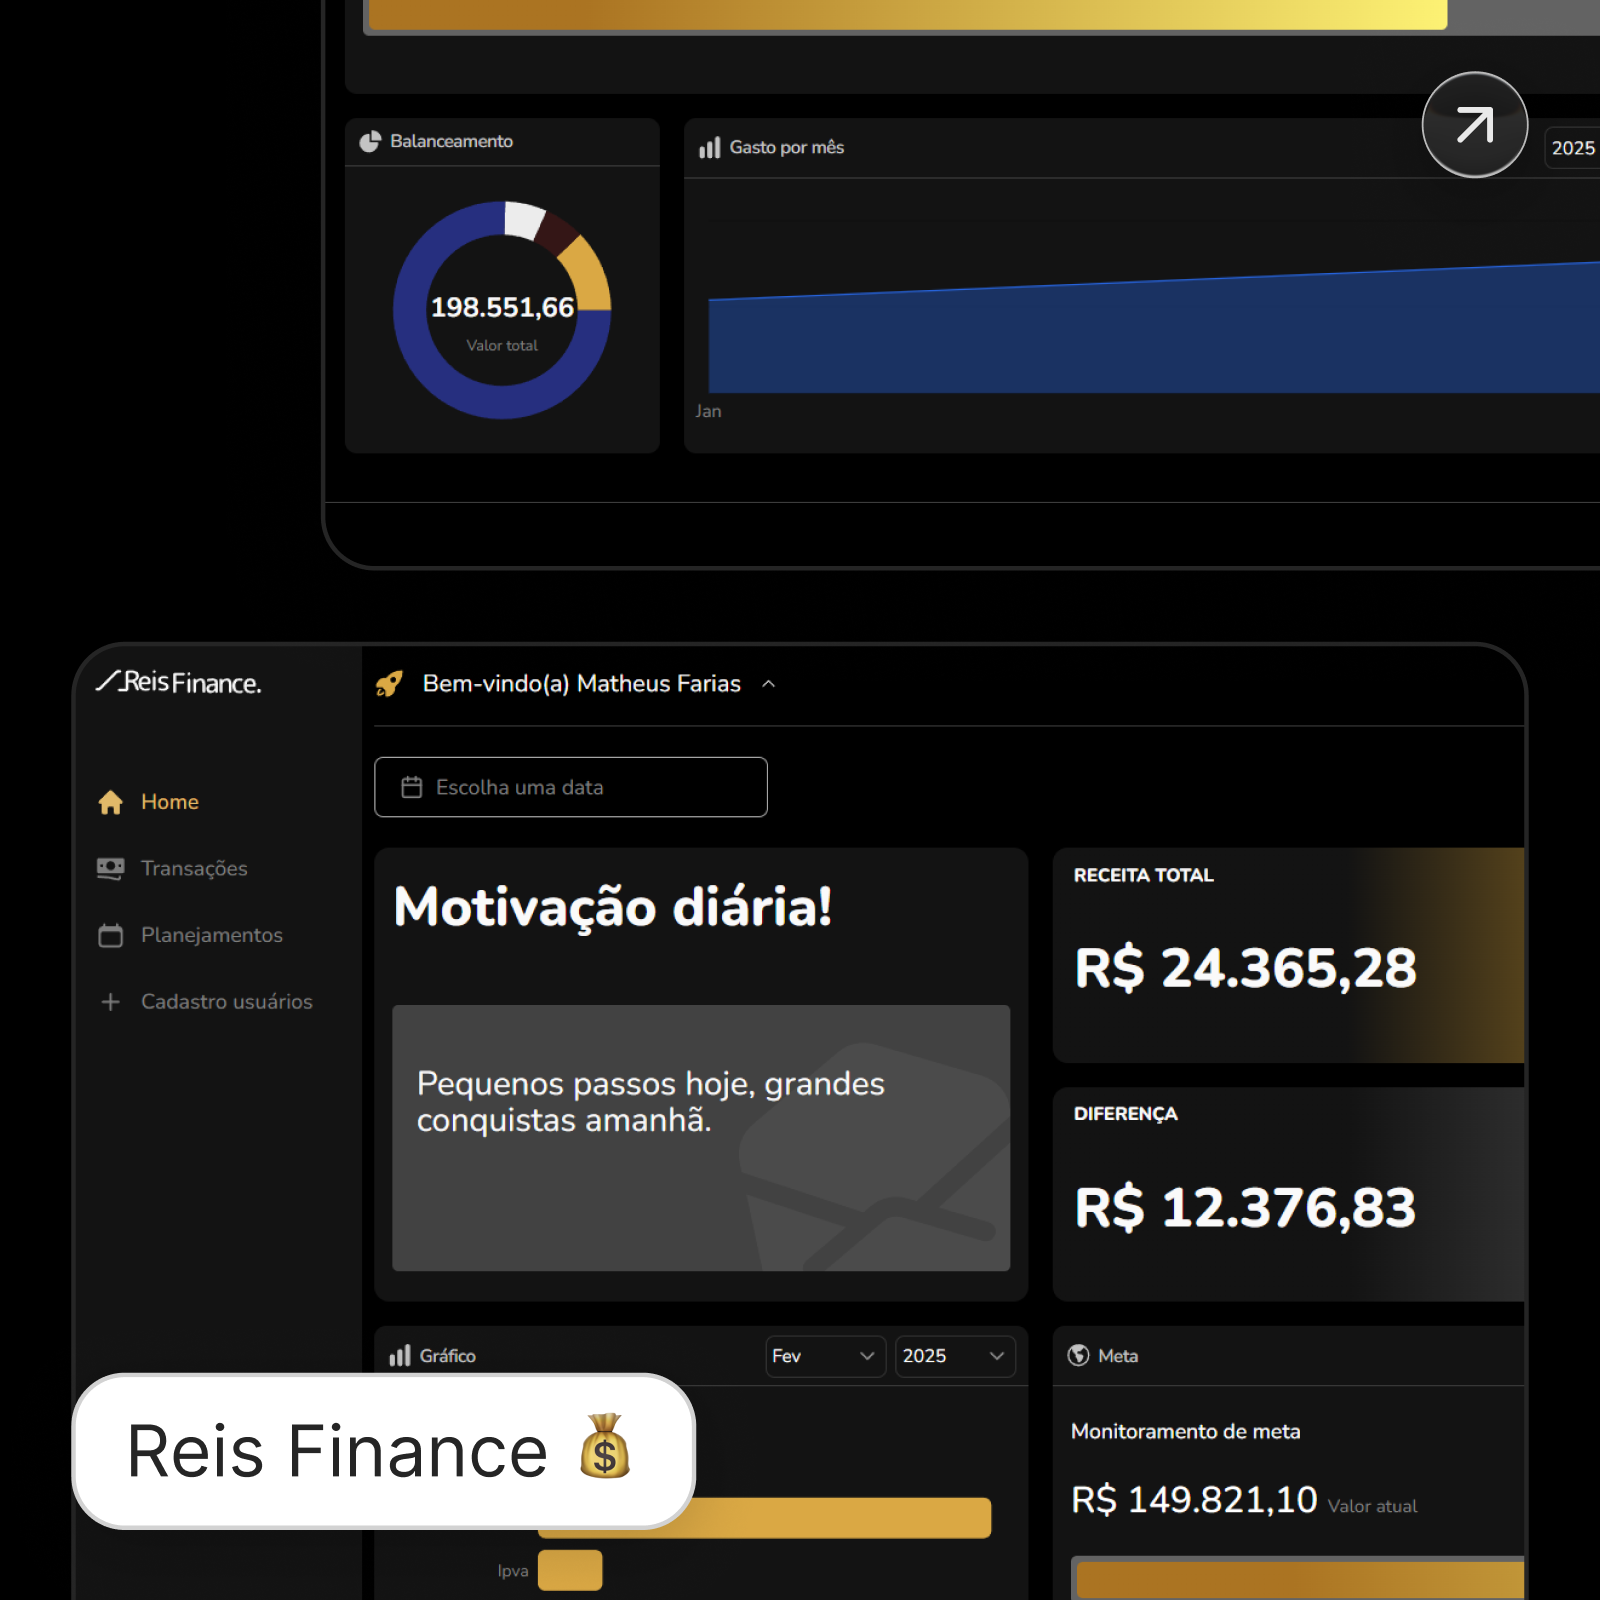 Balanceamento
198.551,66
Valor total
Gasto por mês
2025
Jan
Reis Finance.
Home
Transações
Planejamentos
Cadastro usuários
Bem-vindo(a) Matheus Farias
Escolha uma data
Motivação diária!
Pequenos passos hoje, grandes
conquistas amanhã.
RECEITA TOTAL
R$ 24.365,28
DIFERENÇA
R$ 12.376,83
Gráfico
Fev
2025
Ipva
Meta
Monitoramento de meta
R$ 149.821,10 Valor atual
Reis Finance 💰